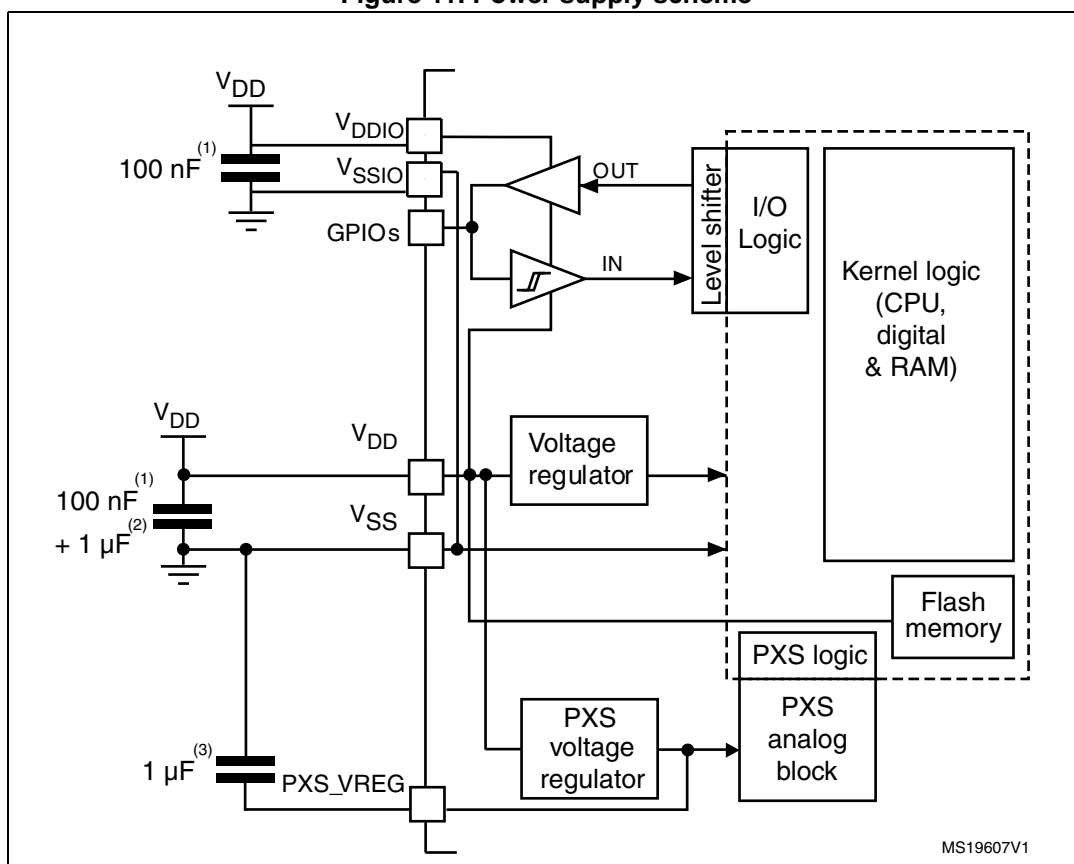 Figure 11. Power supply scheme
VDD
VDDIO
100 nF(1)
VSSIO
GPIOs
OUT
IN
Level shifter
I/O
Logic
Kernel logic
(CPU,
digital
& RAM)
VDD
VDD
Voltage
regulator
100 nF(1)
+ 1 µF(2)
VSS
Flash
memory
PXS logic
PXS
voltage
regulator
PXS
analog
block
1 µF(3)
PXS_VREG
MS19607V1